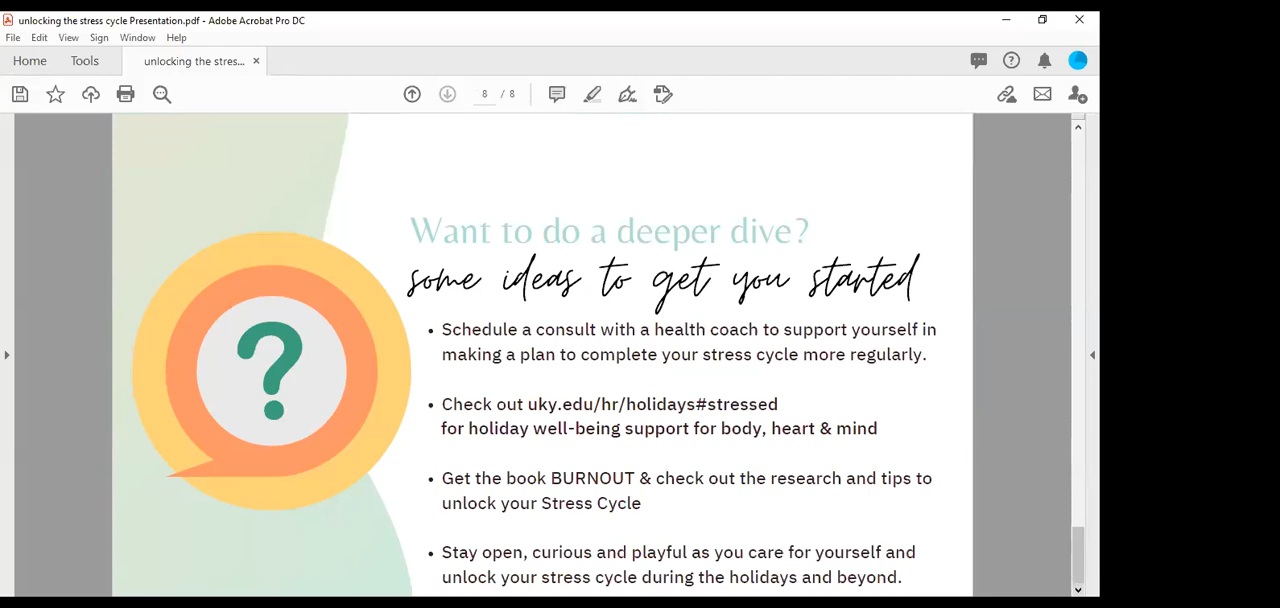 unlocking the stress cycle Presentation.pdf - Adobe Acrobat Pro DC
File Edit View Sign Window Help
Home Tools unlocking the stres... ×
8 / 8
Want to do a deeper dive?
some ideas to get you started
• Schedule a consult with a health coach to support yourself in
making a plan to complete your stress cycle more regularly.
• Check out uky.edu/hr/holidays#stressed
for holiday well-being support for body, heart & mind
• Get the book BURNOUT & check out the research and tips to
unlock your Stress Cycle
• Stay open, curious and playful as you care for yourself and
unlock your stress cycle during the holidays and beyond.
?